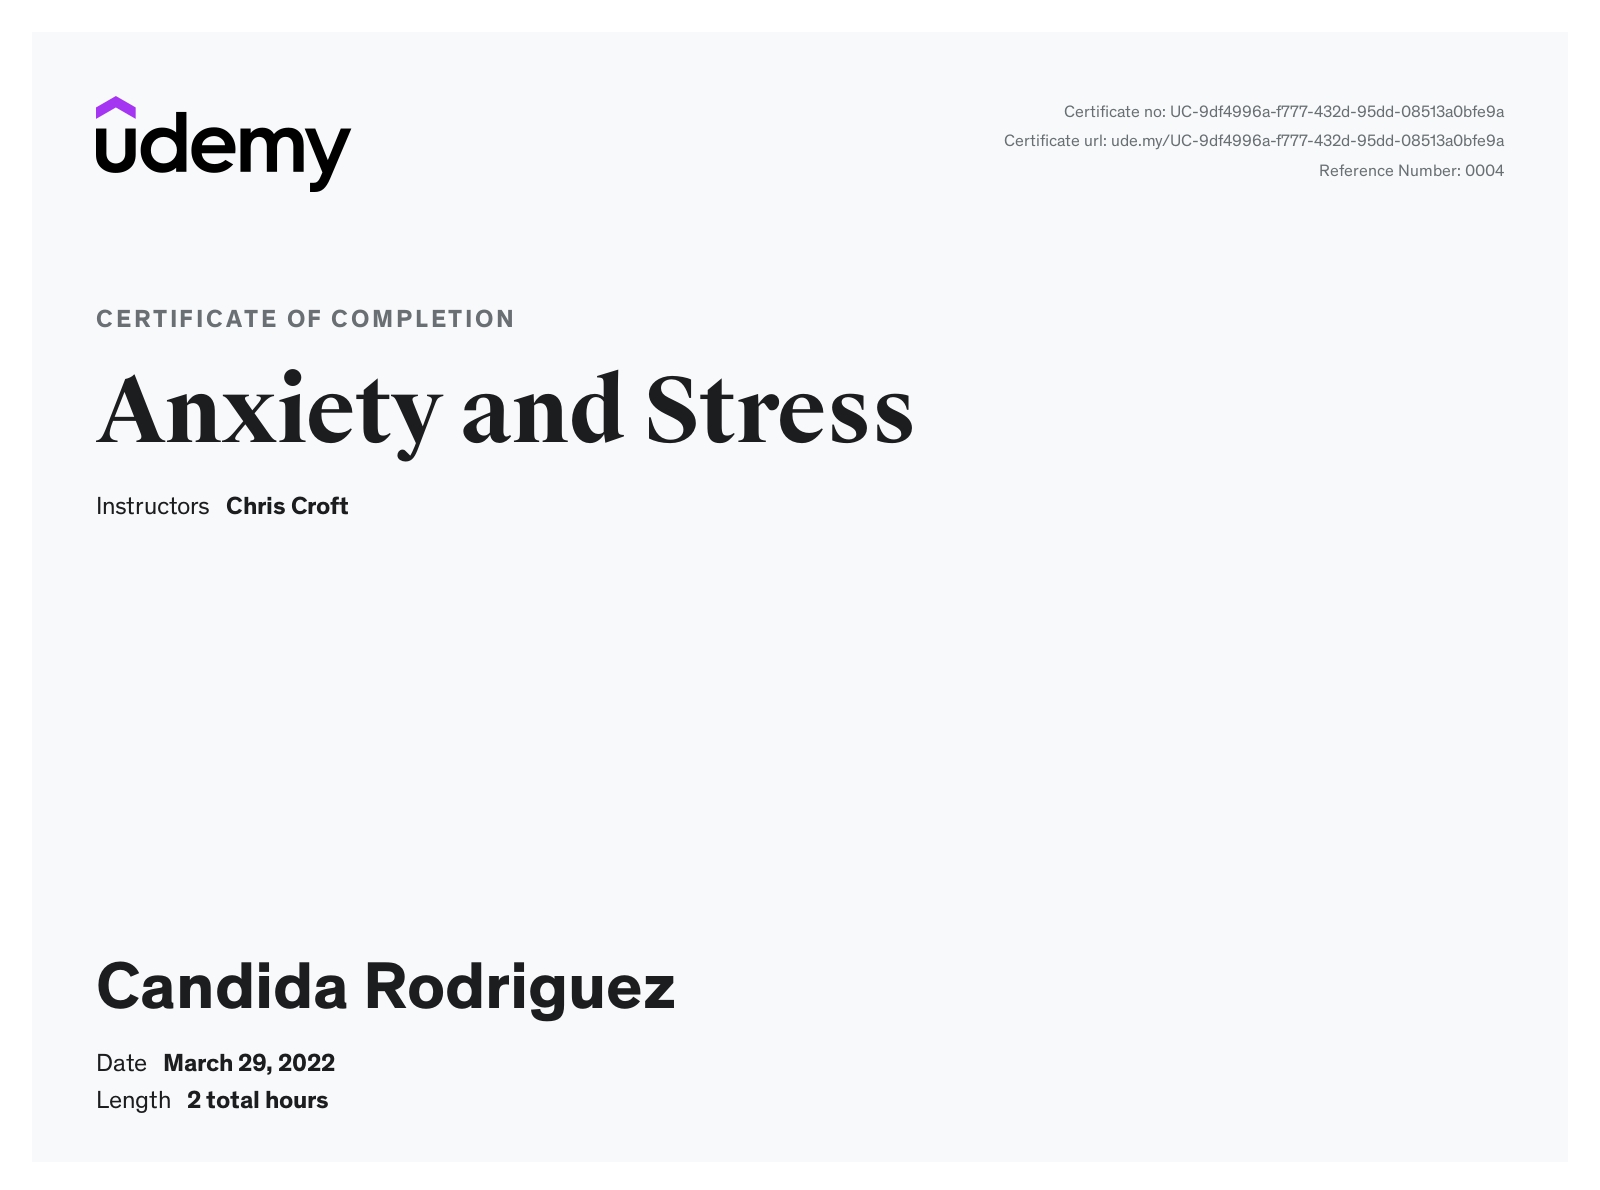 udemy
Certificate no: UC-9df4996a-f777-432d-95dd-08513a0bfe9a
Certificate url: ude.my/UC-9df4996a-f777-432d-95dd-08513a0bfe9a
Reference Number: 0004
CERTIFICATE OF COMPLETION
Anxiety and Stress
Instructors Chris Croft
Candida Rodriguez
Date March 29, 2022
Length 2 total hours